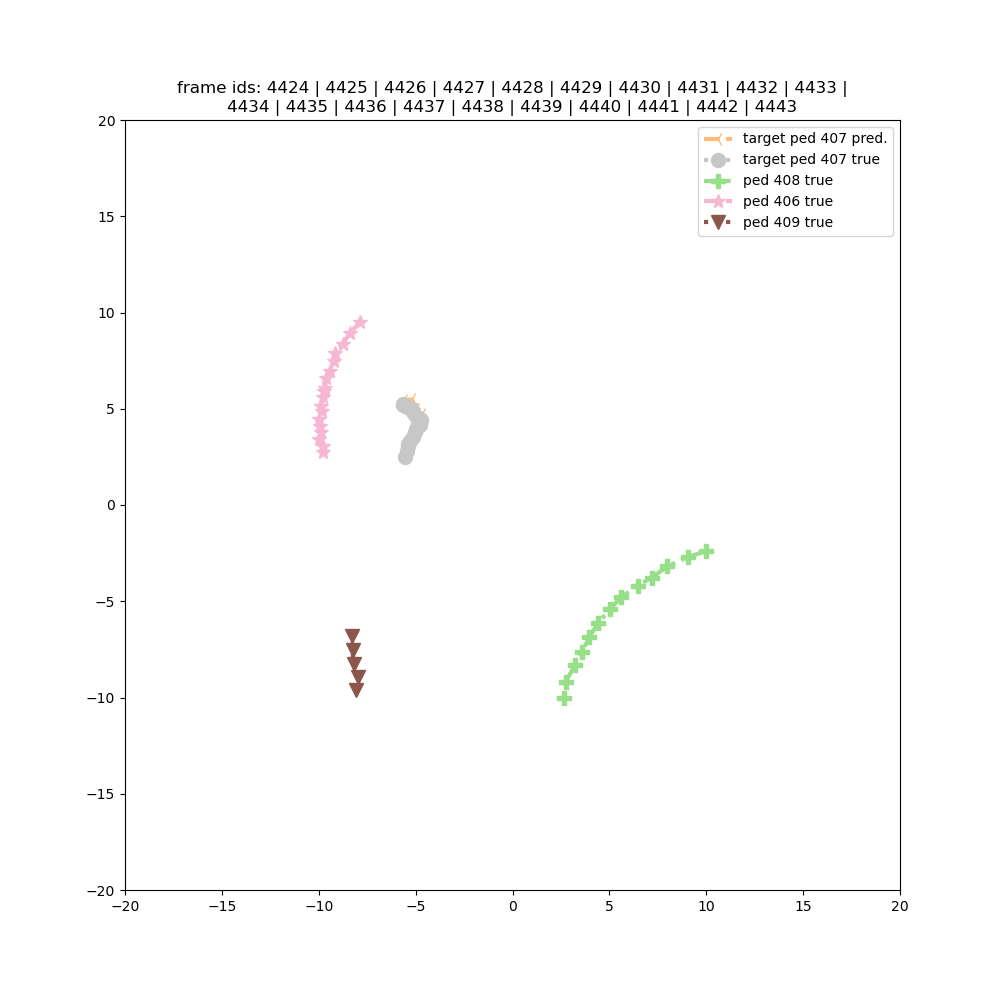 frame ids: 4424 | 4425 | 4426 | 4427 | 4428 | 4429 | 4430 | 4431 | 4432 | 4433 |
4434 | 4435 | 4436 | 4437 | 4438 | 4439 | 4440 | 4441 | 4442 | 4443
target ped 407 pred.
target ped 407 true
ped 408 true
ped 406 true
ped 409 true
20
15
10
5
0
−5
−10
−15
−20
−20
−15
−10
−5
0
5
10
15
20